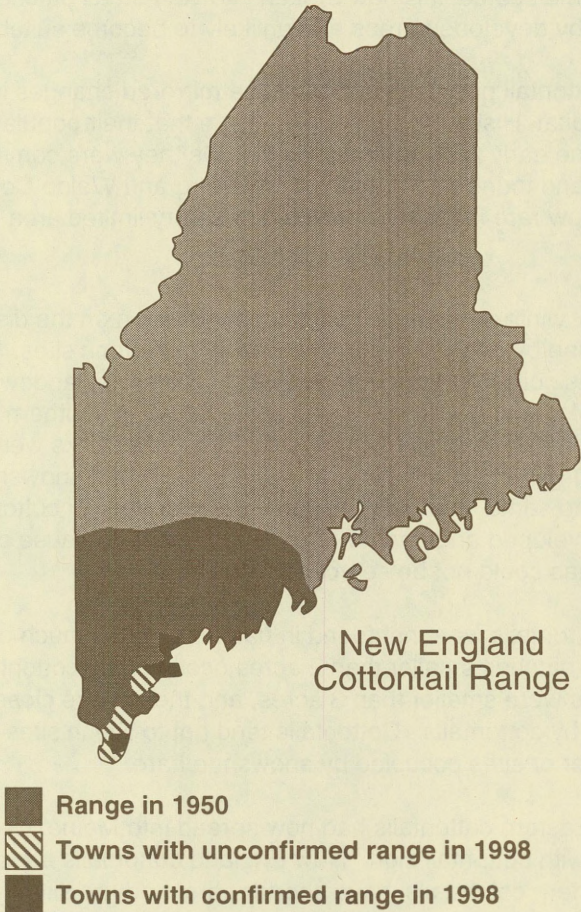 New England
Cottontail Range
Range in 1950
Towns with unconfirmed range in 1998
Towns with confirmed range in 1998